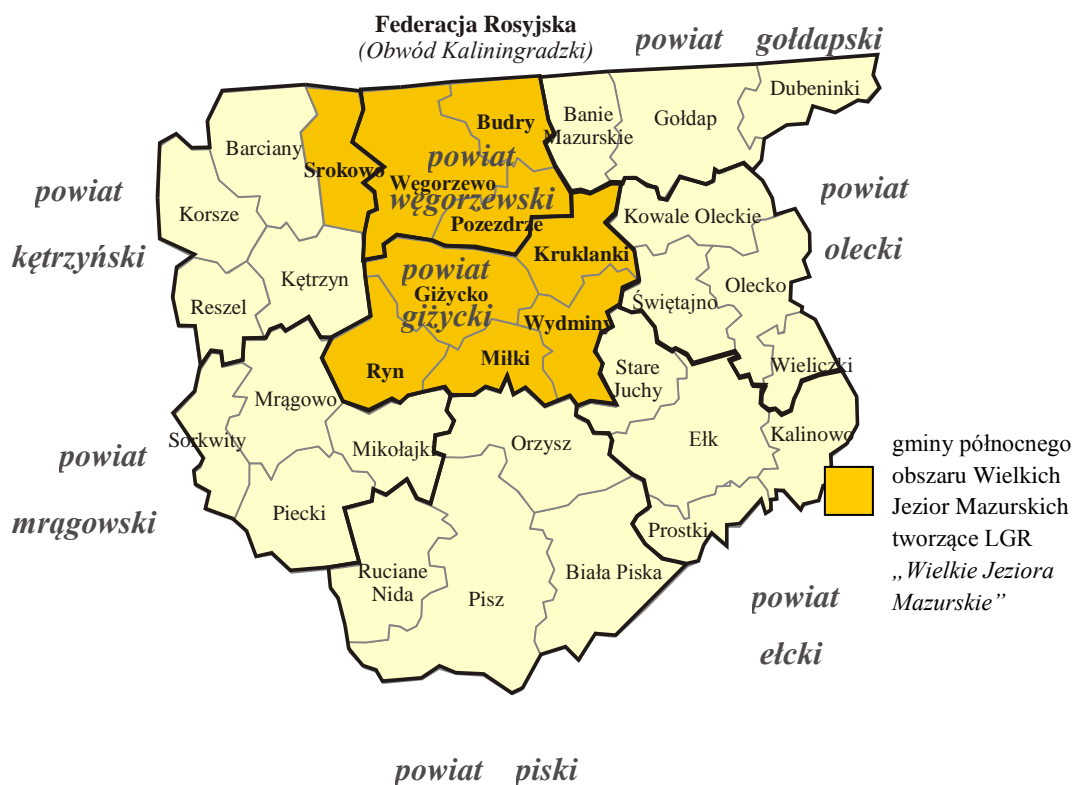 Federacja Rosyjska
(Obwód Kaliningradzki)
powiat gołdapski
Dubeninki
Banie
Mazurskie
Gołdap
Budry
Barciany
Srokowo
powiat
węgorzewski
Węgorzewo
Pozezdrze
powiat
kętrzyński
Korsze
Kętrzyn
Reszel
Kowale Oleckie
powiat
olecki
Kruklanki
powiat
giżycki
Giżycko
Wydminy
Świętajno
Olecko
Wieliczki
Ryn
Miłki
Stare
Juchy
Mrągowo
Sorkwity
Mikołajki
Orzysz
Ełk
Kalinowo
powiat
mrągowski
Piecki
Prostki
Ruciane
Nida
Pisz
Biała Piska
gminy północnego
obszaru Wielkich
Jezior Mazurskich
tworzące LGR
„Wielkie Jeziora
Mazurskie”
powiat
ełcki
powiat piski